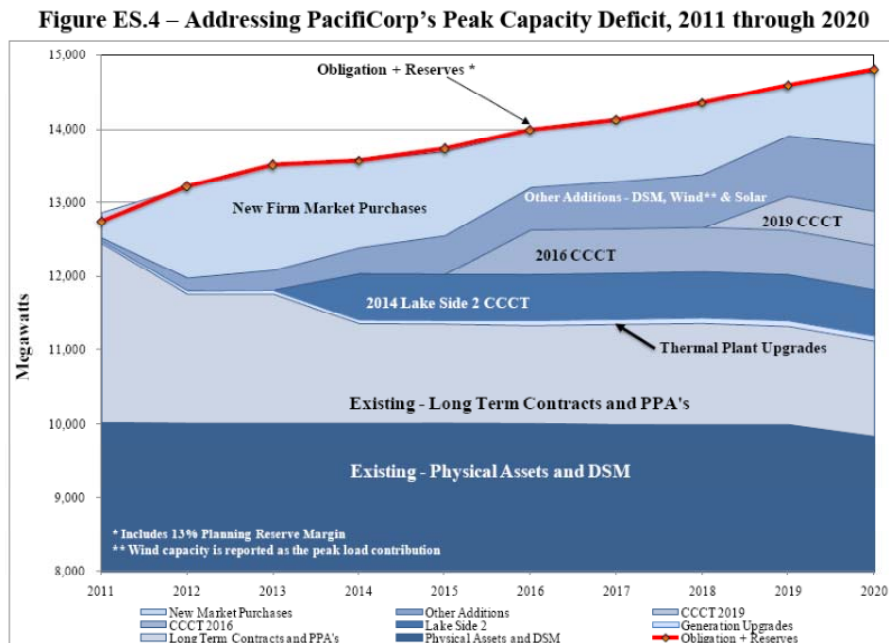 Figure ES.4 – Addressing PacifiCorp's Peak Capacity Deficit, 2011 through 2020
15,000
Obligation + Reserves *
14,000
13,000
New Firm Market Purchases
Other Additions - DSM, Wind** & Solar
2019 CCCT
2016 CCCT
12,000
2014 Lake Side 2 CCCT
Megawatts
Thermal Plant Upgrades
11,000
Existing - Long Term Contracts and PPA's
10,000
Existing - Physical Assets and DSM
9,000
* Includes 13% Planning Reserve Margin
** Wind capacity is reported as the peak load contribution
8,000
2011 2012 2013 2014 2015 2016 2017 2018 2019 2020
New Market Purchases Other Additions CCCT 2019
CCCT 2016 Lake Side 2 Generation Upgrades
Long Term Contracts and PPA's Physical Assets and DSM Obligation + Reserves